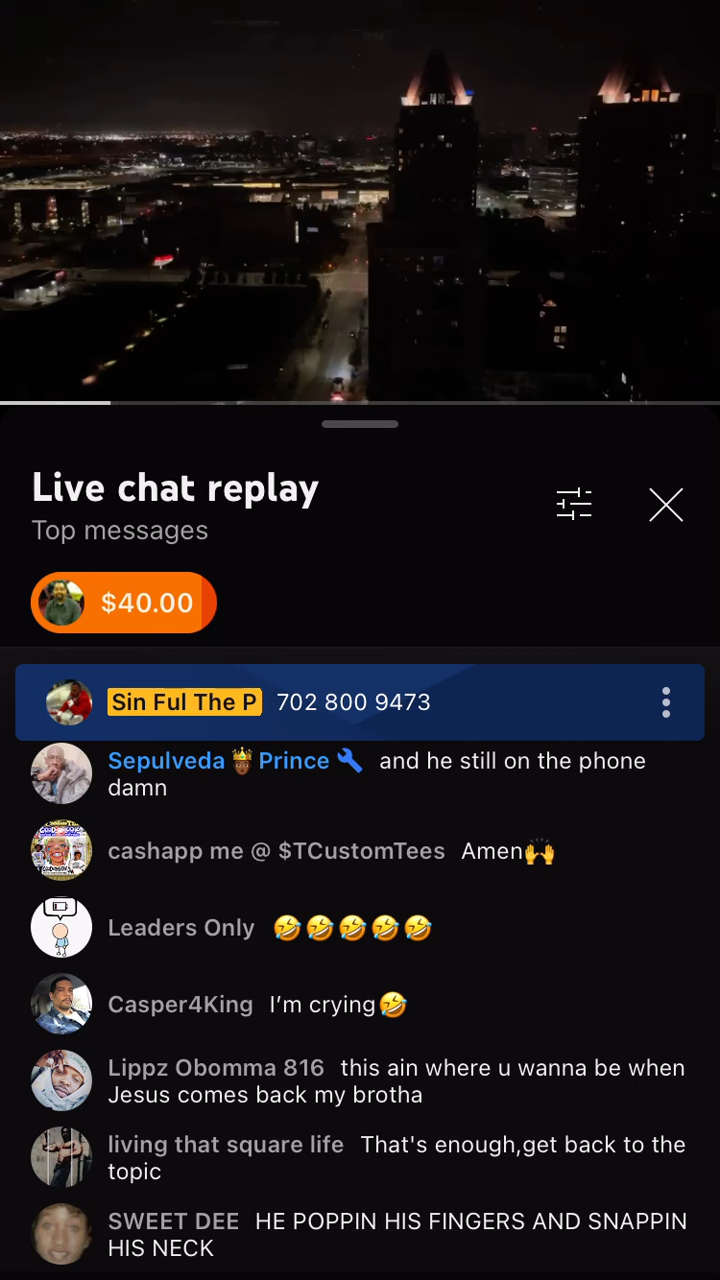 Live chat replay
Top messages
$40.00
Sin Ful The P 702 800 9473
Sepulveda 🤴🏾 Prince 🔧 and he still on the phone
damn
cashapp me @ $TCustomTees Amen🙌
Leaders Only 🤣🤣🤣🤣🤣
Casper4King I’m crying🤣
Lippz Obomma 816 this ain where u wanna be when
Jesus comes back my brotha
living that square life That's enough,get back to the
topic
SWEET DEE HE POPPIN HIS FINGERS AND SNAPPIN
HIS NECK